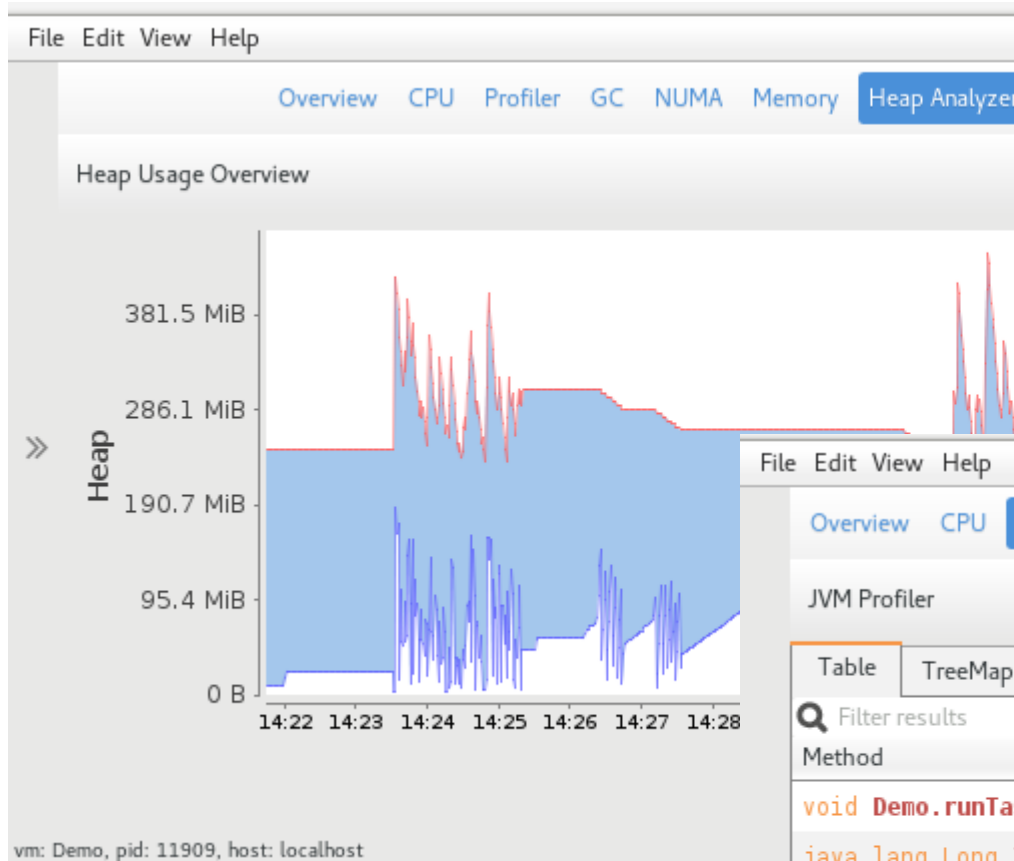 File Edit View Help
Overview CPU Profiler GC NUMA Memory Heap Analyzer
Heap Usage Overview
Heap
381.5 MiB
286.1 MiB
190.7 MiB
95.4 MiB
0 B
14:22 14:23 14:24 14:25 14:26 14:27 14:28
vm: Demo, pid: 11909, host: localhost
File Edit View Help
Overview CPU
JVM Profiler
Table TreeMap
Filter results
Method
void Demo.runTa
java.lang.Long